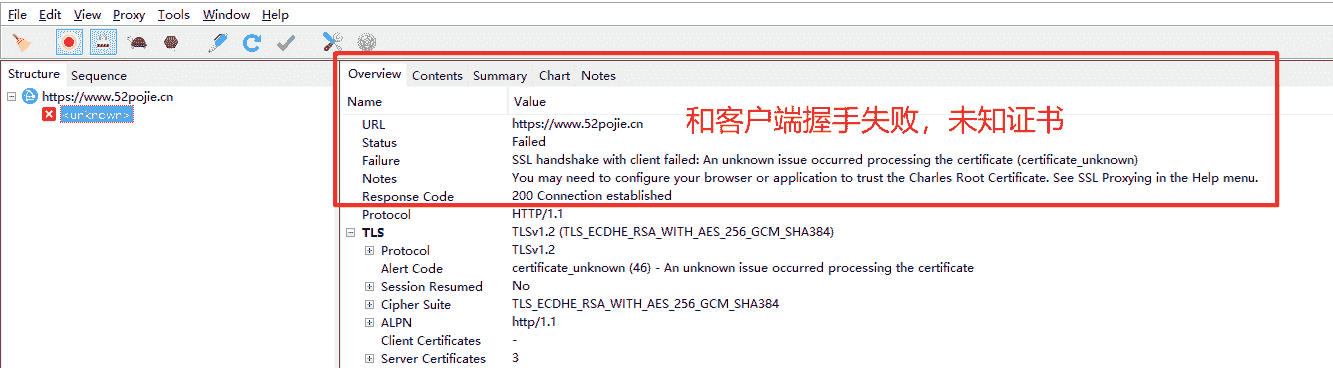 File Edit View Proxy Tools Window Help
Structure Sequence
https://www.52pojie.cn
<unknown>
Overview Contents Summary Chart Notes
Name Value
URL https://www.52pojie.cn
和客户端握手失败，未知证书
Status Failed
Failure SSL handshake with client failed: An unknown issue occurred processing the certificate (certificate_unknown)
Notes You may need to configure your browser or application to trust the Charles Root Certificate. See SSL Proxying in the Help menu.
Response Code 200 Connection established
Protocol HTTP/1.1
TLS TLSv1.2 (TLS_ECDHE_RSA_WITH_AES_256_GCM_SHA384)
Protocol TLSv1.2
Alert Code certificate_unknown (46) - An unknown issue occurred processing the certificate
Session Resumed No
Cipher Suite TLS_ECDHE_RSA_WITH_AES_256_GCM_SHA384
ALPN http/1.1
Client Certificates -
Server Certificates 3